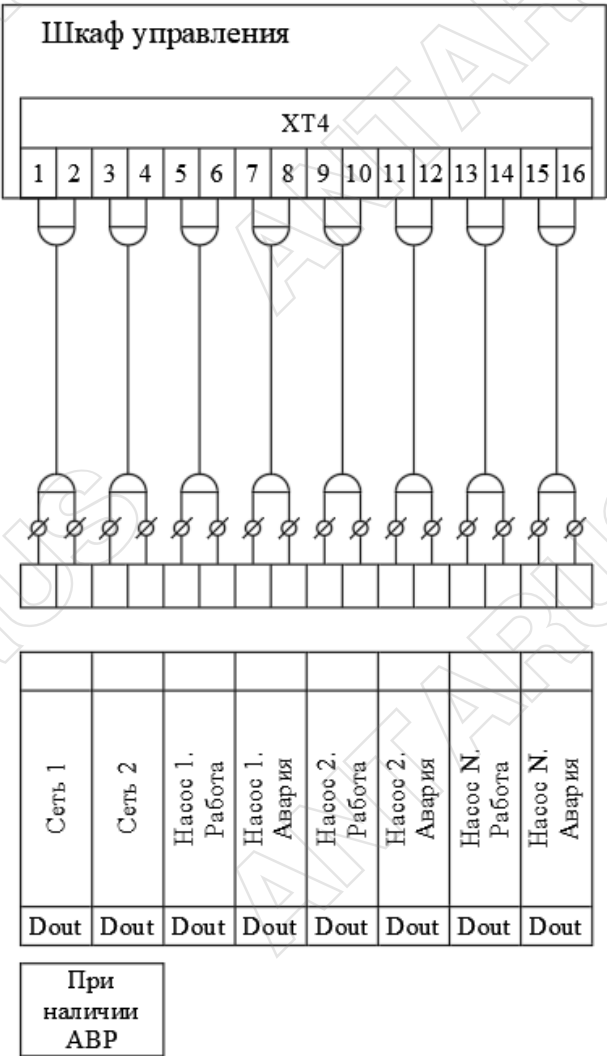 Шкаф управления
XT4
1 2 3 4 5 6 7 8 9 10 11 12 13 14 15 16
Сеть 1
Сеть 2
Насос 1.
Работа
Насос 1.
Авария
Насос 2.
Работа
Насос 2.
Авария
Насос N.
Работа
Насос N.
Авария
Dout Dout Dout Dout Dout Dout Dout Dout
При
наличии
АВР
ANTARUS